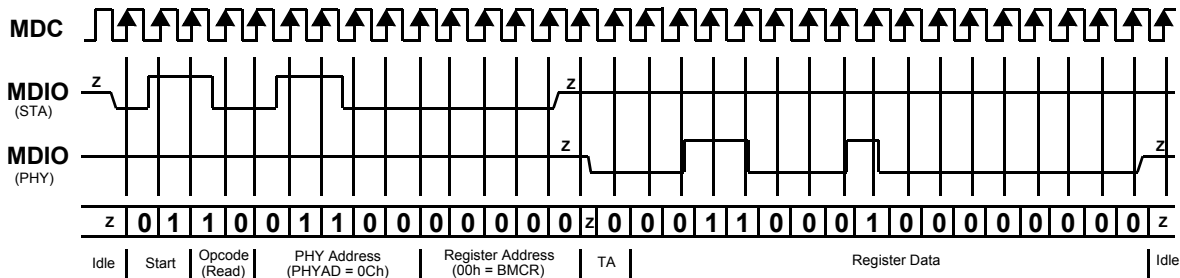 MDC
MDIO
(STA)
z
z
MDIO
(PHY)
z
z
z 0 1 1 0 0 1 1 0 0 0 0 0 0 0 z 0 0 0 1 1 0 0 0 1 0 0 0 0 0 0 0 0 z
Idle Start Opcode (Read) PHY Address (PHYAD = 0Ch) Register Address (00h = BMCR) TA Register Data Idle